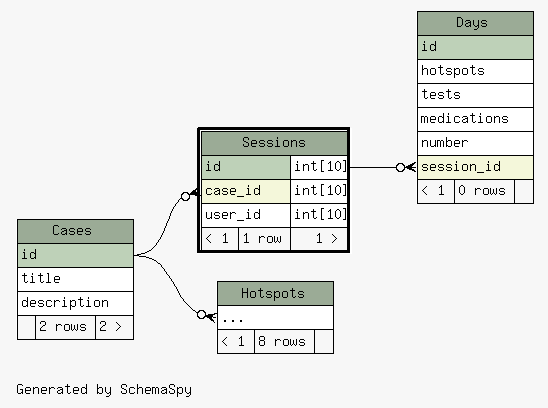 Days
id
hotspots
tests
medications
number
session_id
< 1 0 rows
Sessions
id int[10]
case_id int[10]
user_id int[10]
< 1 1 row 1 >
Cases
id
title
description
2 rows 2 >
Hotspots
...
< 1 8 rows
Generated by SchemaSpy